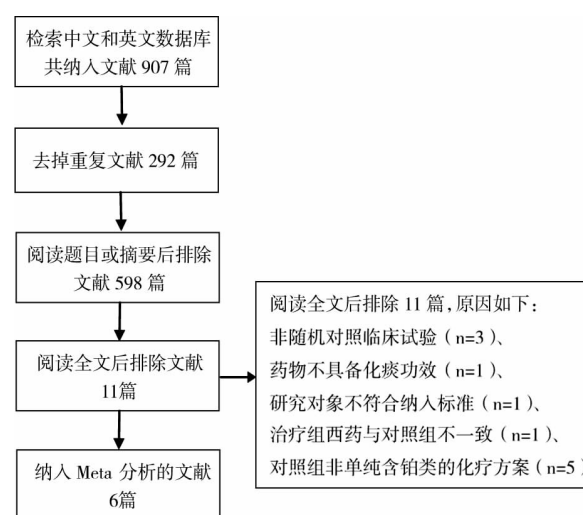 检索中文和英文数据库
共纳入文献 907 篇
去掉重复文献 292 篇
阅读题目或摘要后排除
文献 598 篇
阅读全文后排除文献
11篇
阅读全文后排除 11 篇，原因如下：
非随机对照临床试验（n=3）、
药物不具备化痰功效（n=1）、
研究对象不符合纳入标准（n=1）、
治疗组西药与对照组不一致（n=1）、
对照组非单纯含铂类的化疗方案（n=5）
纳入 Meta 分析的文献
6篇